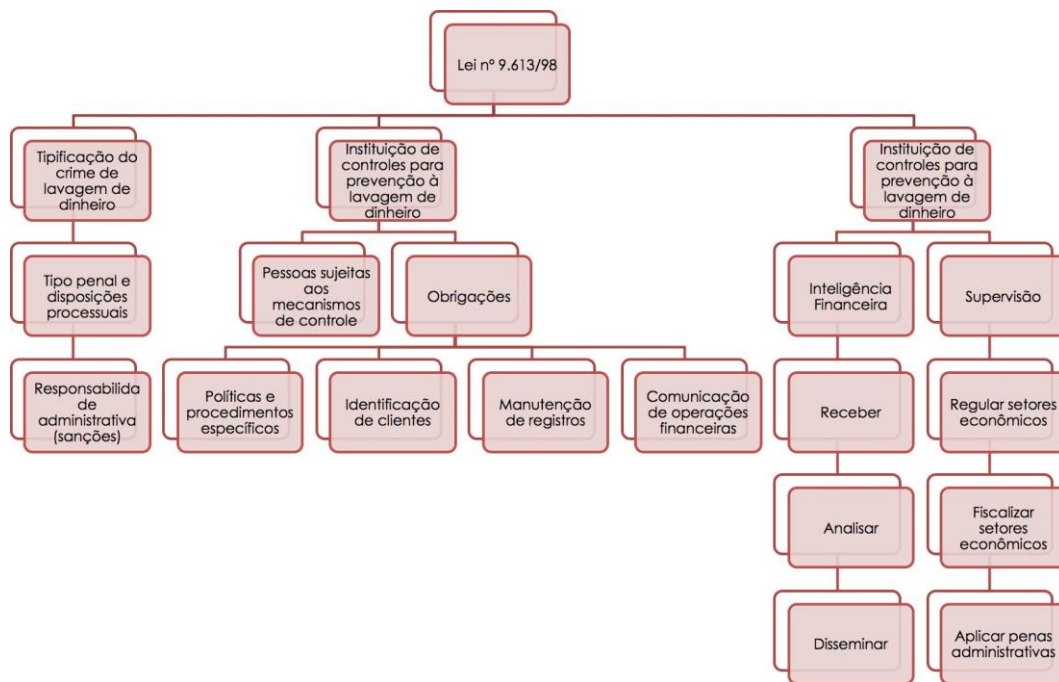 Lei nº 9.613/98
Tipificação do
crime de
lavagem de
dinheiro
Instituição de
controles para
prevenção à
lavagem de
dinheiro
Instituição de
controles para
prevenção à
lavagem de
dinheiro
Tipo penal e
disposições
processuais
Pessoas sujeitas
aos
mecanismos
de controle
Obrigações
Inteligência
Financeira
Supervisão
Responsabilida
de
administrativa
(sanções)
Políticas e
procedimentos
específicos
Identificação
de clientes
Manutenção
de registros
Comunicação
de operações
financeiras
Receber
Regular setores
econômicos
Analisar
Fiscalizar
setores
econômicos
Disseminar
Aplicar penas
administrativas